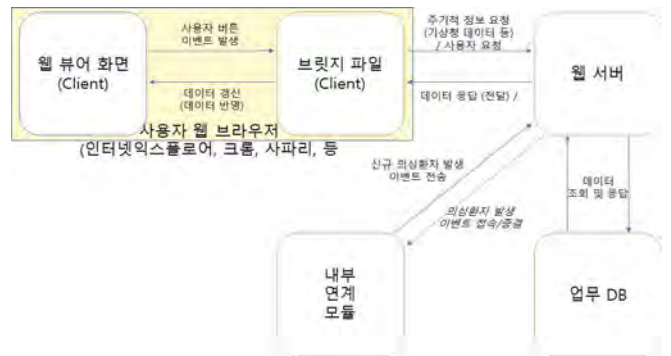 사용자 버튼
이벤트 발생
주기적 정보 요청
(기상청 데이터 등)
/ 사용자 요청
웹 뷰어 화면
(Client)
브릿지 파일
(Client)
웹 서버
데이터 갱신
(데이터 반영)
데이터 응답 (전달) /
사용자 웹 브라우저
(인터넷익스플로어, 크롬, 사파리, 등
신규 의심환자 발생
이벤트 전송
데이터
조회 및 응답
의심환자 발생
이벤트 접속/종결
내부
연계
모듈
업무 DB